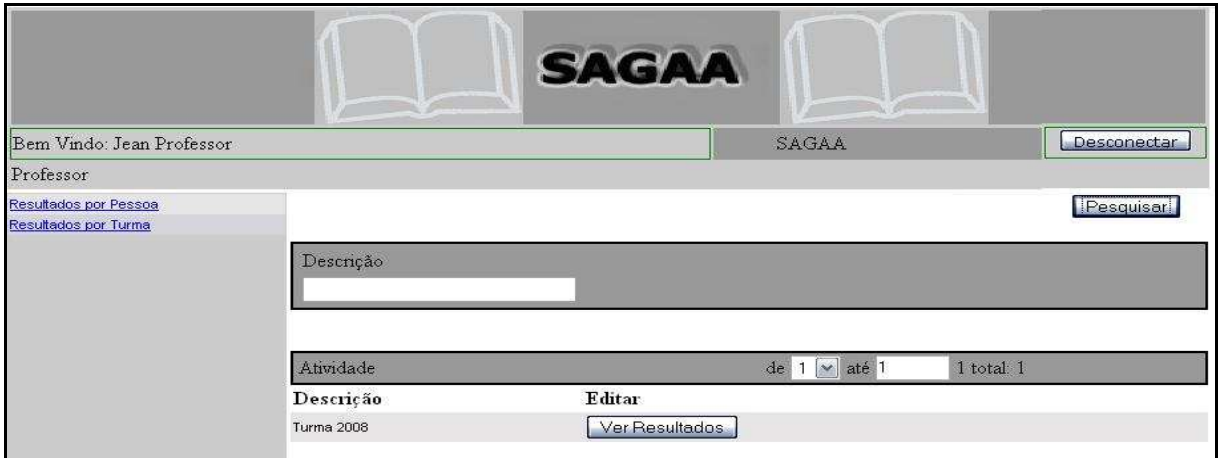 SAGAA
Bem Vindo: Jean Professor SAGAA Desconectar
Professor
Resultados por Pessoa
Resultados por Turma
Pesquisar
Descrição
Atividade de 1 até 1 1 total: 1
Descrição Editar
Turma 2008 Ver Resultados